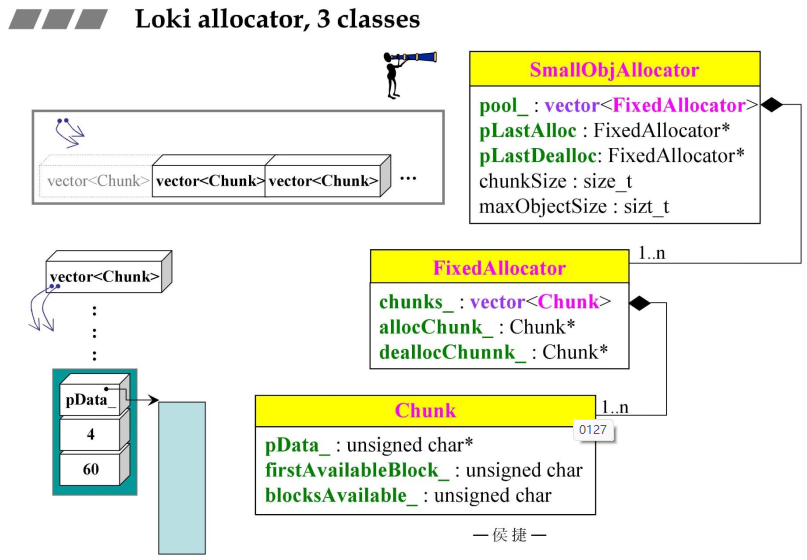 Loki allocator, 3 classes
SmallObjAllocator
pool_ : vector<FixedAllocator>
pLastAlloc : FixedAllocator*
pLastDealloc: FixedAllocator*
chunkSize : size_t
maxObjectSize : sizt_t
vector<Chunk> vector<Chunk> vector<Chunk> ...
1..n
FixedAllocator
chunks_ : vector<Chunk>
allocChunk_ : Chunk*
deallocChunnk_ : Chunk*
vector<Chunk>
pData_
4
60
1..n
0127
Chunk
pData_ : unsigned char*
firstAvailableBlock_ : unsigned char
blocksAvailable_ : unsigned char
—侯捷—